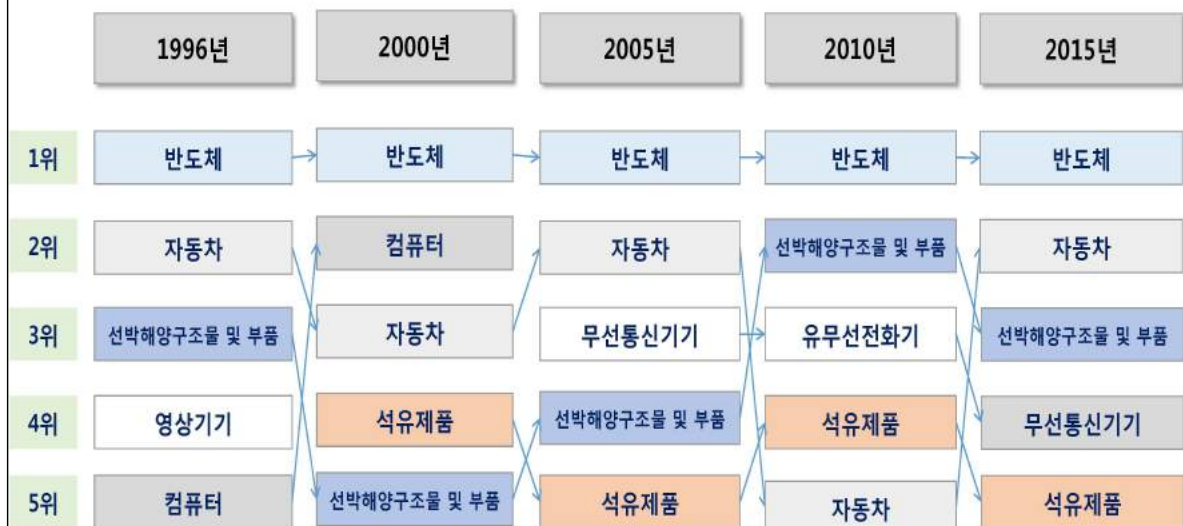 1996년 2000년 2005년 2010년 2015년
1위 반도체 반도체 반도체 반도체 반도체
2위 자동차 컴퓨터 자동차 선박해양구조물 및 부품 자동차
3위 선박해양구조물 및 부품 자동차 무선통신기기 유무선전화기 선박해양구조물 및 부품
4위 영상기기 석유제품 선박해양구조물 및 부품 석유제품 무선통신기기
5위 컴퓨터 선박해양구조물 및 부품 석유제품 자동차 석유제품